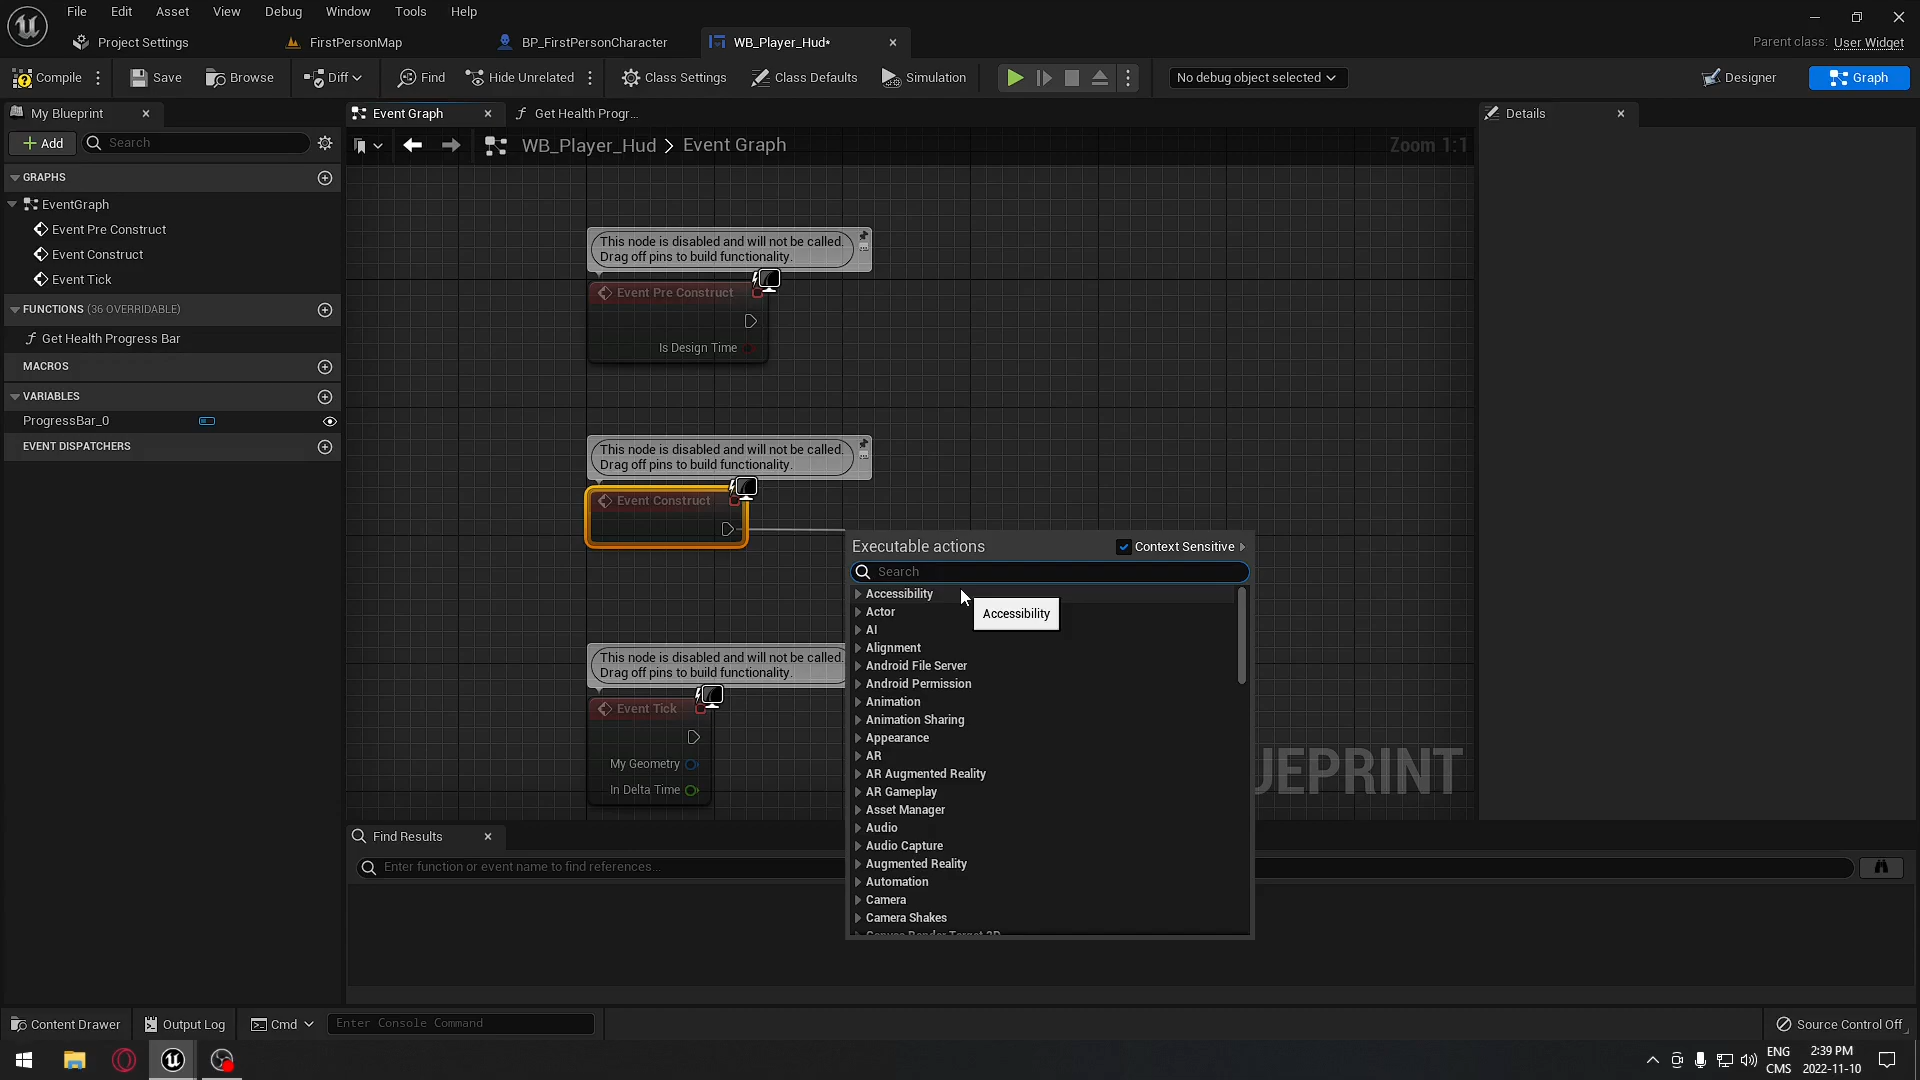 File Edit Asset View Debug Window Tools Help
Project Settings
FirstPersonMap
BP_FirstPersonCharacter
WB_Player_Hud*
Parent class: User Widget
Compile
Save
Browse
Diff
Find
Hide Unrelated
Class Settings
Class Defaults
Simulation
No debug object selected
Designer
Graph
My Blueprint
Event Graph
Get Health Progr...
Details
Add
Search
WB_Player_Hud > Event Graph
Zoom 1:1
GRAPHS
EventGraph
Event Pre Construct
Event Construct
Event Tick
FUNCTIONS (36 OVERRIDABLE)
Get Health Progress Bar
MACROS
VARIABLES
ProgressBar_0
EVENT DISPATCHERS
This node is disabled and will not be called.
Drag off pins to build functionality.
Event Pre Construct
Is Design Time
This node is disabled and will not be called.
Drag off pins to build functionality.
Event Construct
This node is disabled and will not be called.
Drag off pins to build functionality.
Event Tick
My Geometry
In Delta Time
Executable actions
Context Sensitive
Search
Accessibility
Accessibility
Actor
AI
Alignment
Android File Server
Android Permission
Animation
Animation Sharing
Appearance
AR
AR Augmented Reality
AR Gameplay
Asset Manager
Audio
Audio Capture
Augmented Reality
Automation
Camera
Camera Shakes
Canvas Render Target 2D
UEPRINT
Find Results
Enter function or event name to find references...
Content Drawer
Output Log
Cmd
Enter Console Command
Source Control Off
ENG
CMS
2:39 PM
2022-11-10